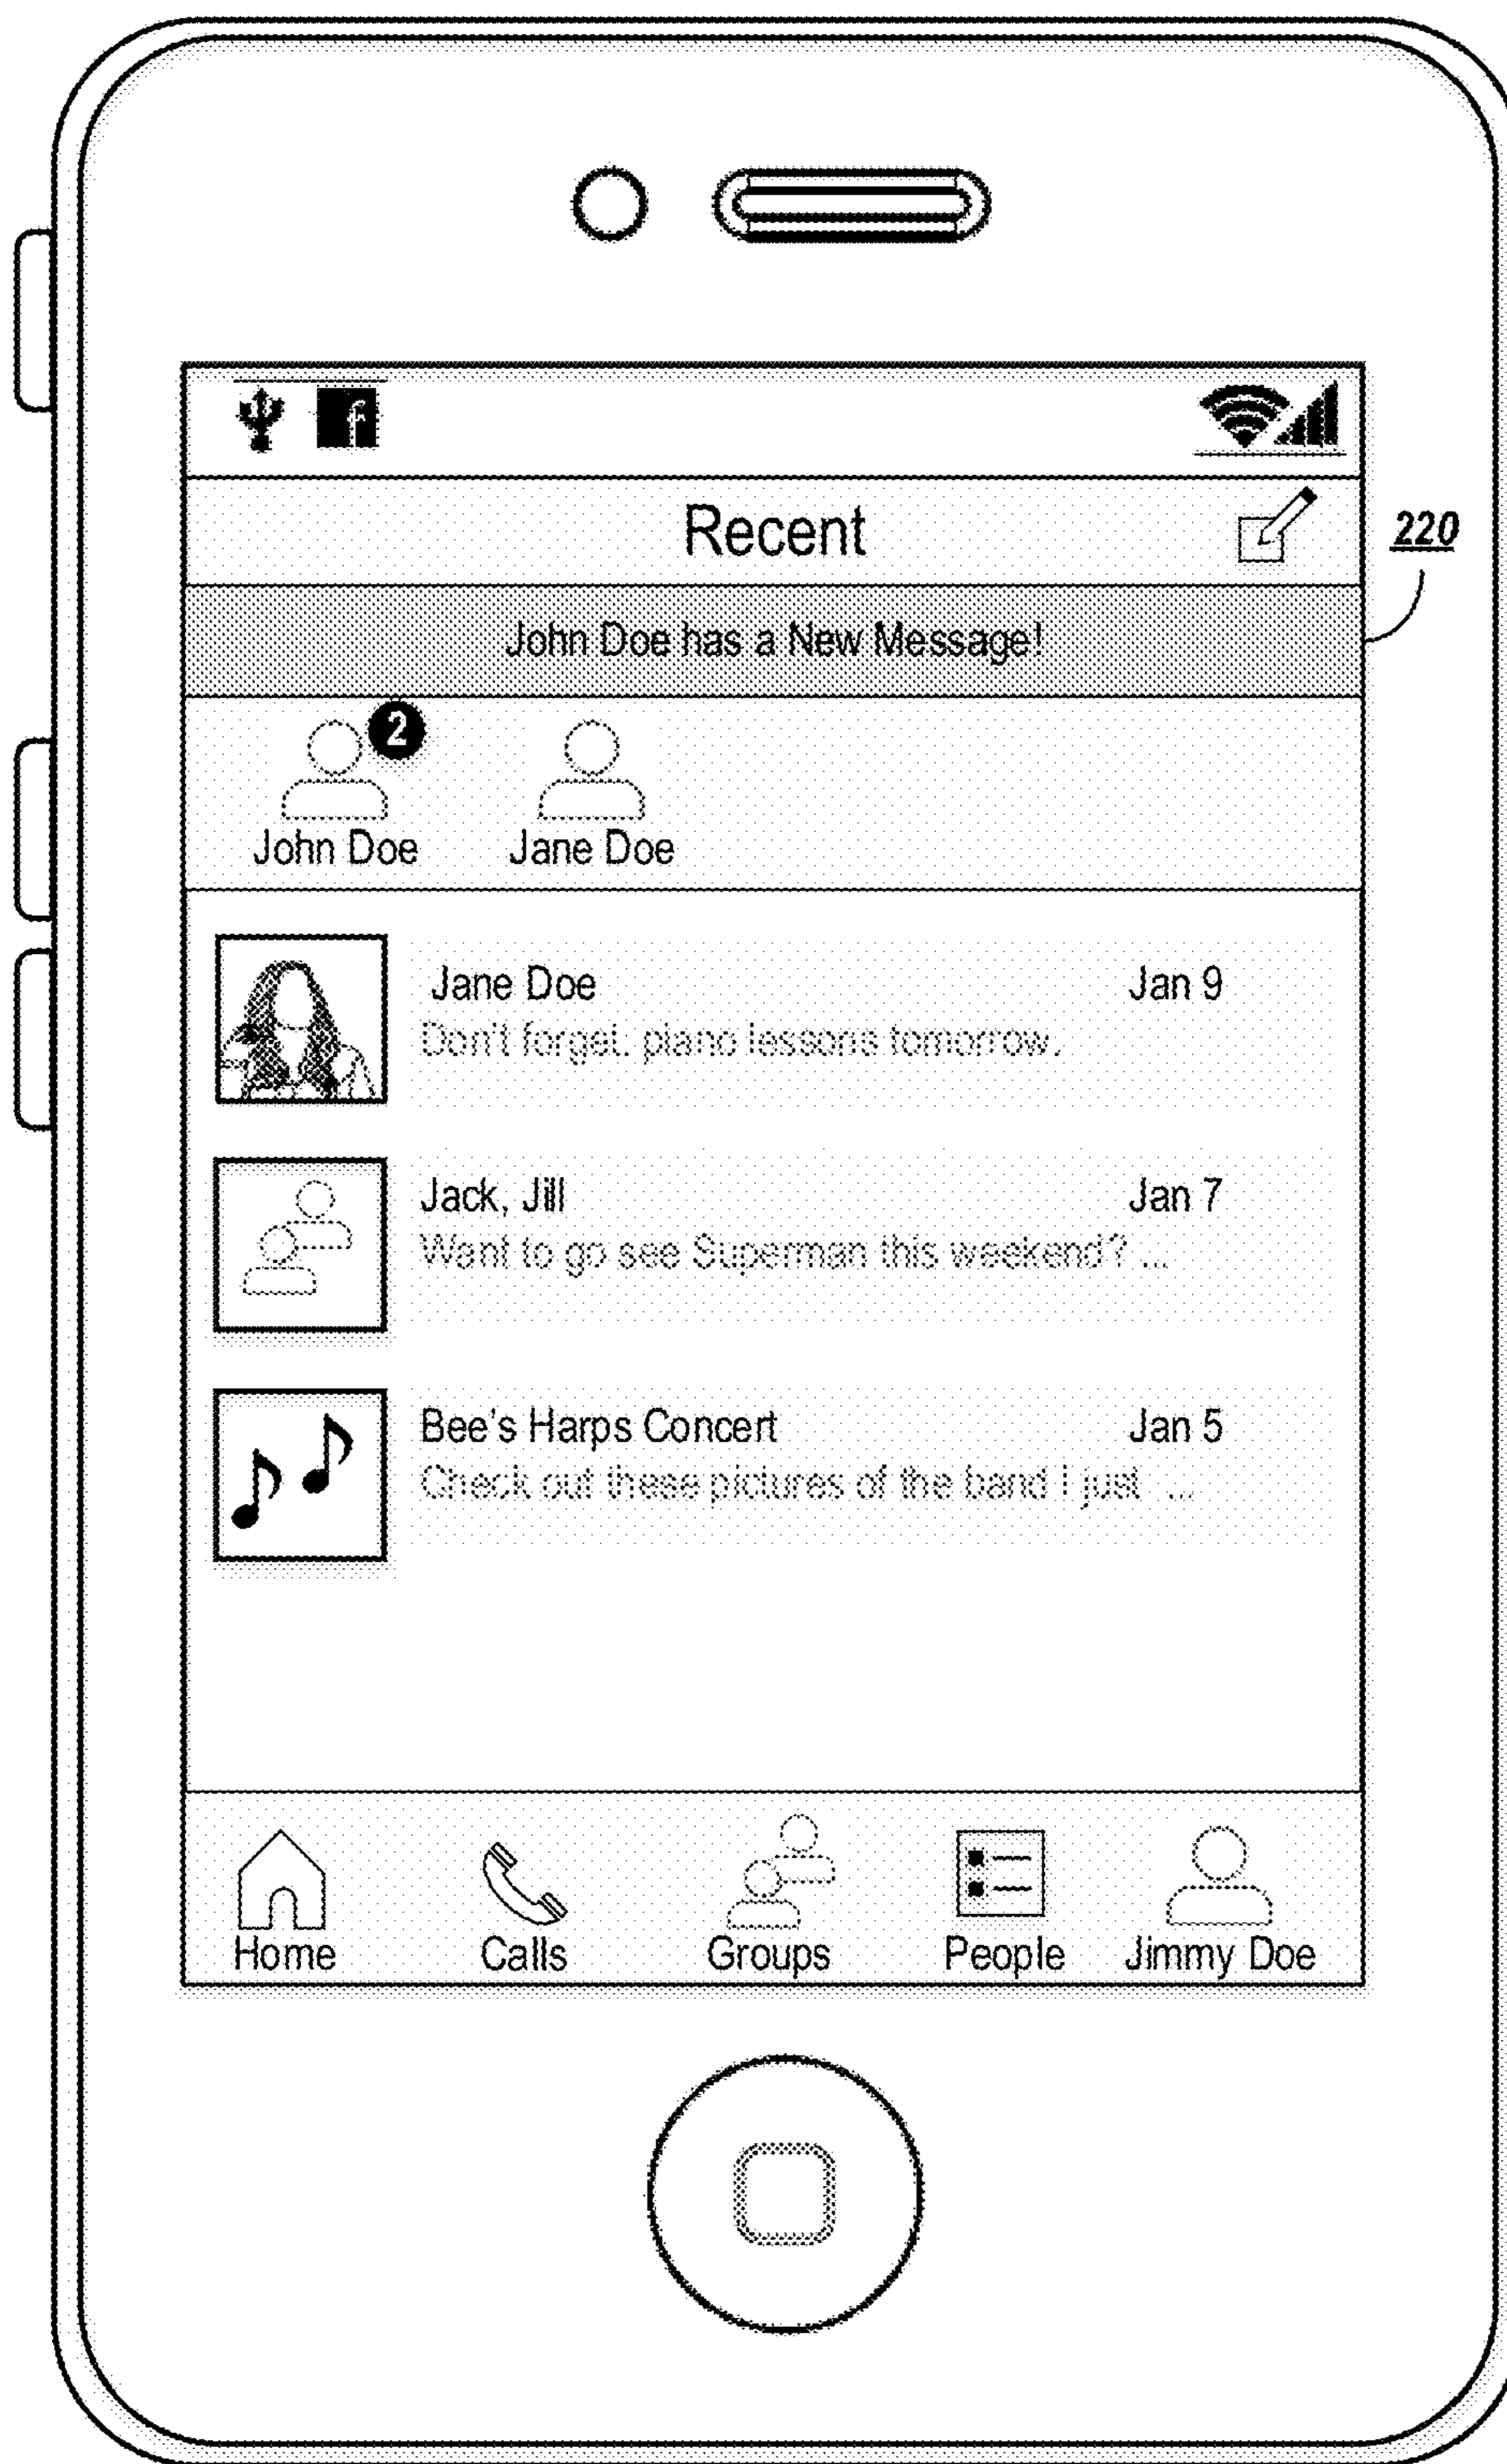 f
Recent
220
John Doe has a New Message!
2
John Doe Jane Doe
Jane Doe Jan 9
Don't forget. piano lessons tomorrow.
Jack, Jill Jan 7
Want to go see Superman this weekend? ...
Bee's Harps Concert Jan 5
Check out these pictures of the band I just ...
Home Calls Groups People Jimmy Doe